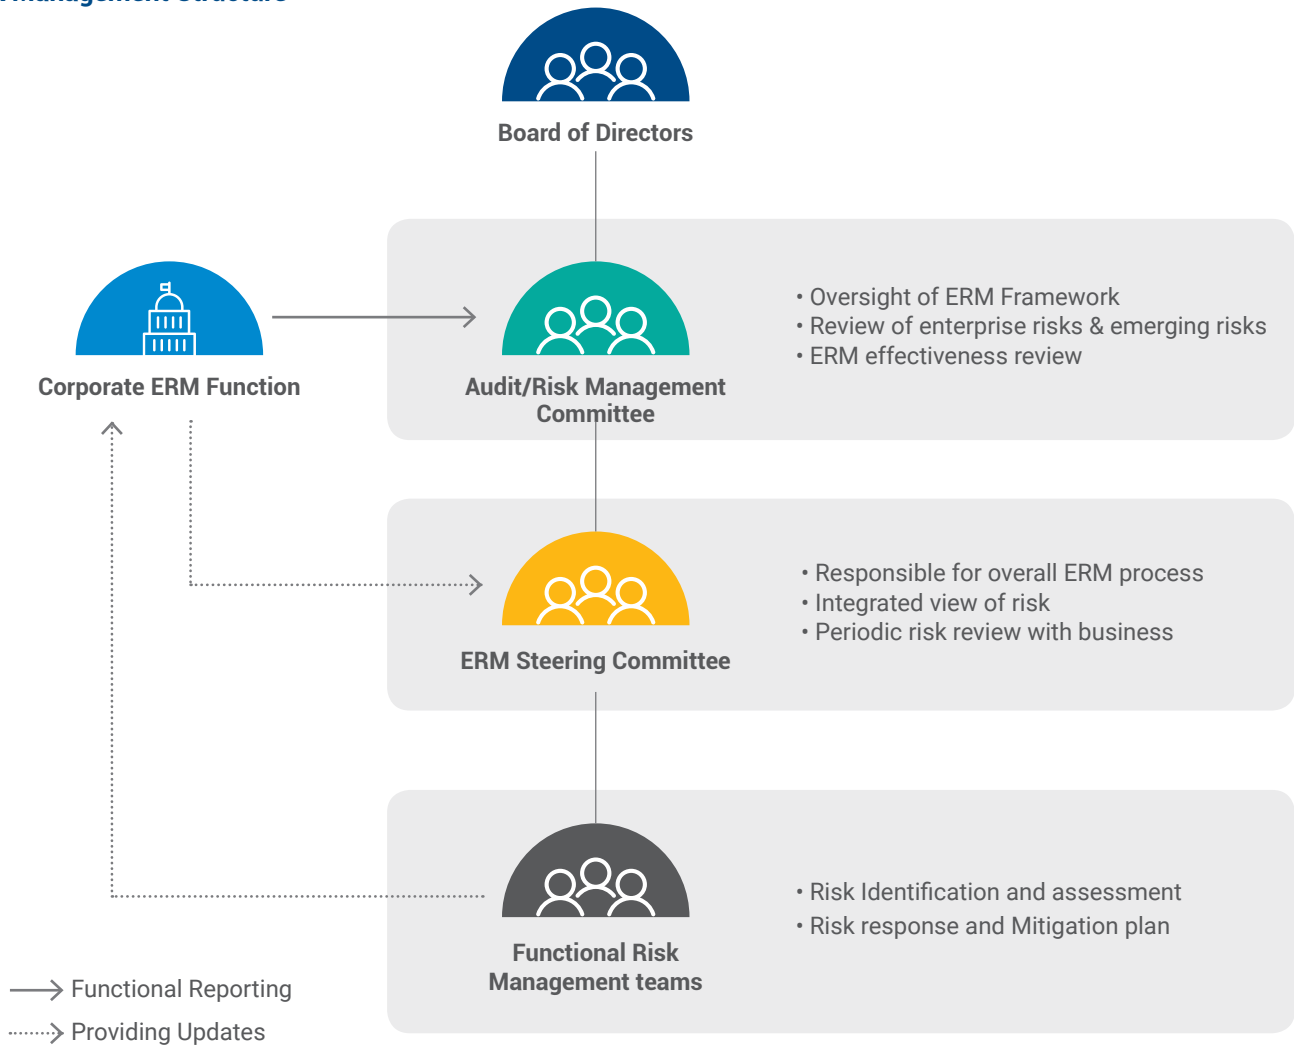 Management Structure
Board of Directors
Corporate ERM Function
Audit/Risk Management
Committee
• Oversight of ERM Framework
• Review of enterprise risks & emerging risks
• ERM effectiveness review
ERM Steering Committee
• Responsible for overall ERM process
• Integrated view of risk
• Periodic risk review with business
Functional Risk
Management teams
• Risk Identification and assessment
• Risk response and Mitigation plan
Functional Reporting
Providing Updates